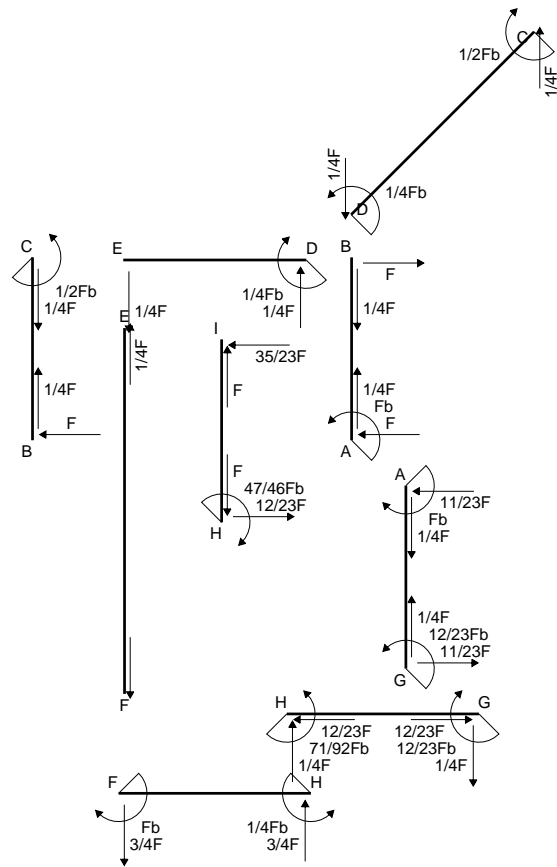 C
1/2Fb
1/4F
1/4F
D
1/4Fb
C
1/2Fb
1/4F
1/4F
F
B
E
D
1/4F
1/4Fb
1/4F
B
F
1/4F
1/4F
Fb
F
A
E
1/4F
F
I
35/23F
F
F
47/46Fb
12/23F
H
A
11/23F
Fb
1/4F
1/4F
12/23Fb
11/23F
G
H
G
12/23F
12/23F
71/92Fb
12/23Fb
1/4F
1/4F
F
H
Fb
1/4Fb
3/4F
3/4F